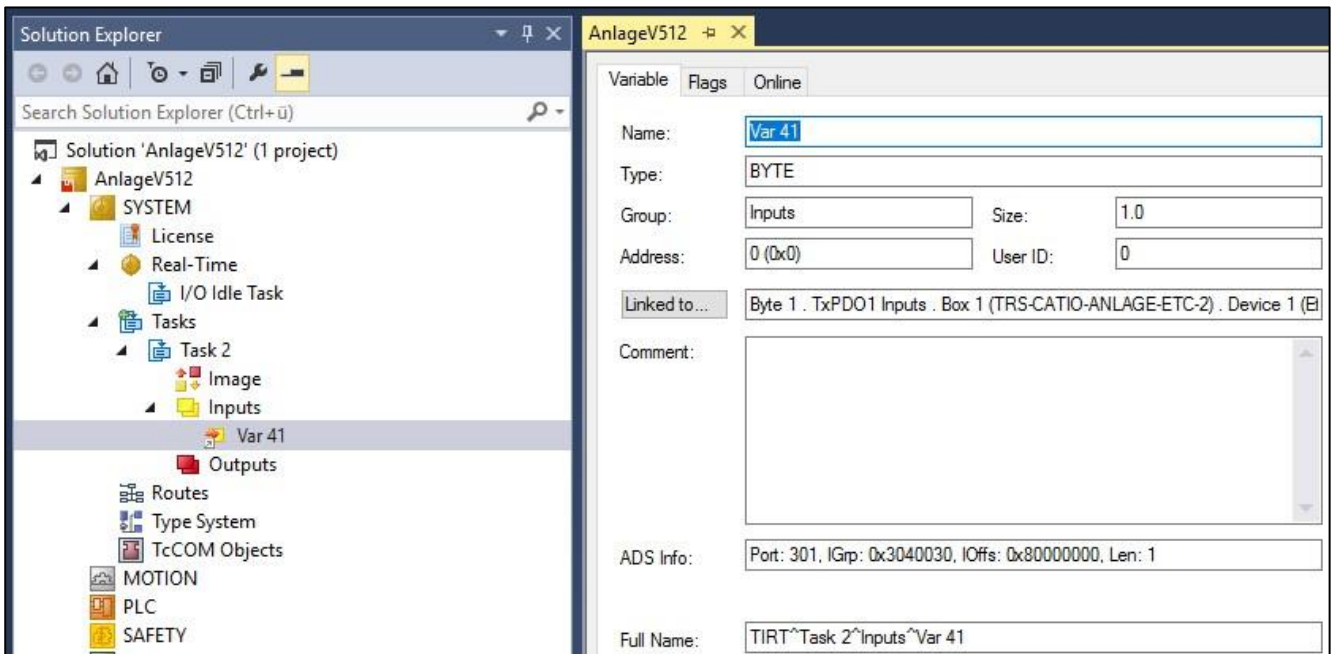 Solution Explorer
Search Solution Explorer (Ctrl+ü)
Solution 'AnlageV512' (1 project)
AnlageV512
SYSTEM
License
Real-Time
I/O Idle Task
Tasks
Task 2
Image
Inputs
Var 41
Outputs
Routes
Type System
TcCOM Objects
MOTION
PLC
SAFETY
AnlageV512
Variable Flags Online
Name: Var 41
Type: BYTE
Group: Inputs Size: 1.0
Address: 0 (0x0) User ID: 0
Linked to... Byte 1 . TxPDO1 Inputs . Box 1 (TRS-CATIO-ANLAGE-ETC-2) . Device 1 (Et
Comment:
ADS Info: Port: 301, IGrp: 0x3040030, IOffs: 0x80000000, Len: 1
Full Name: TIRT^Task 2^Inputs^Var 41